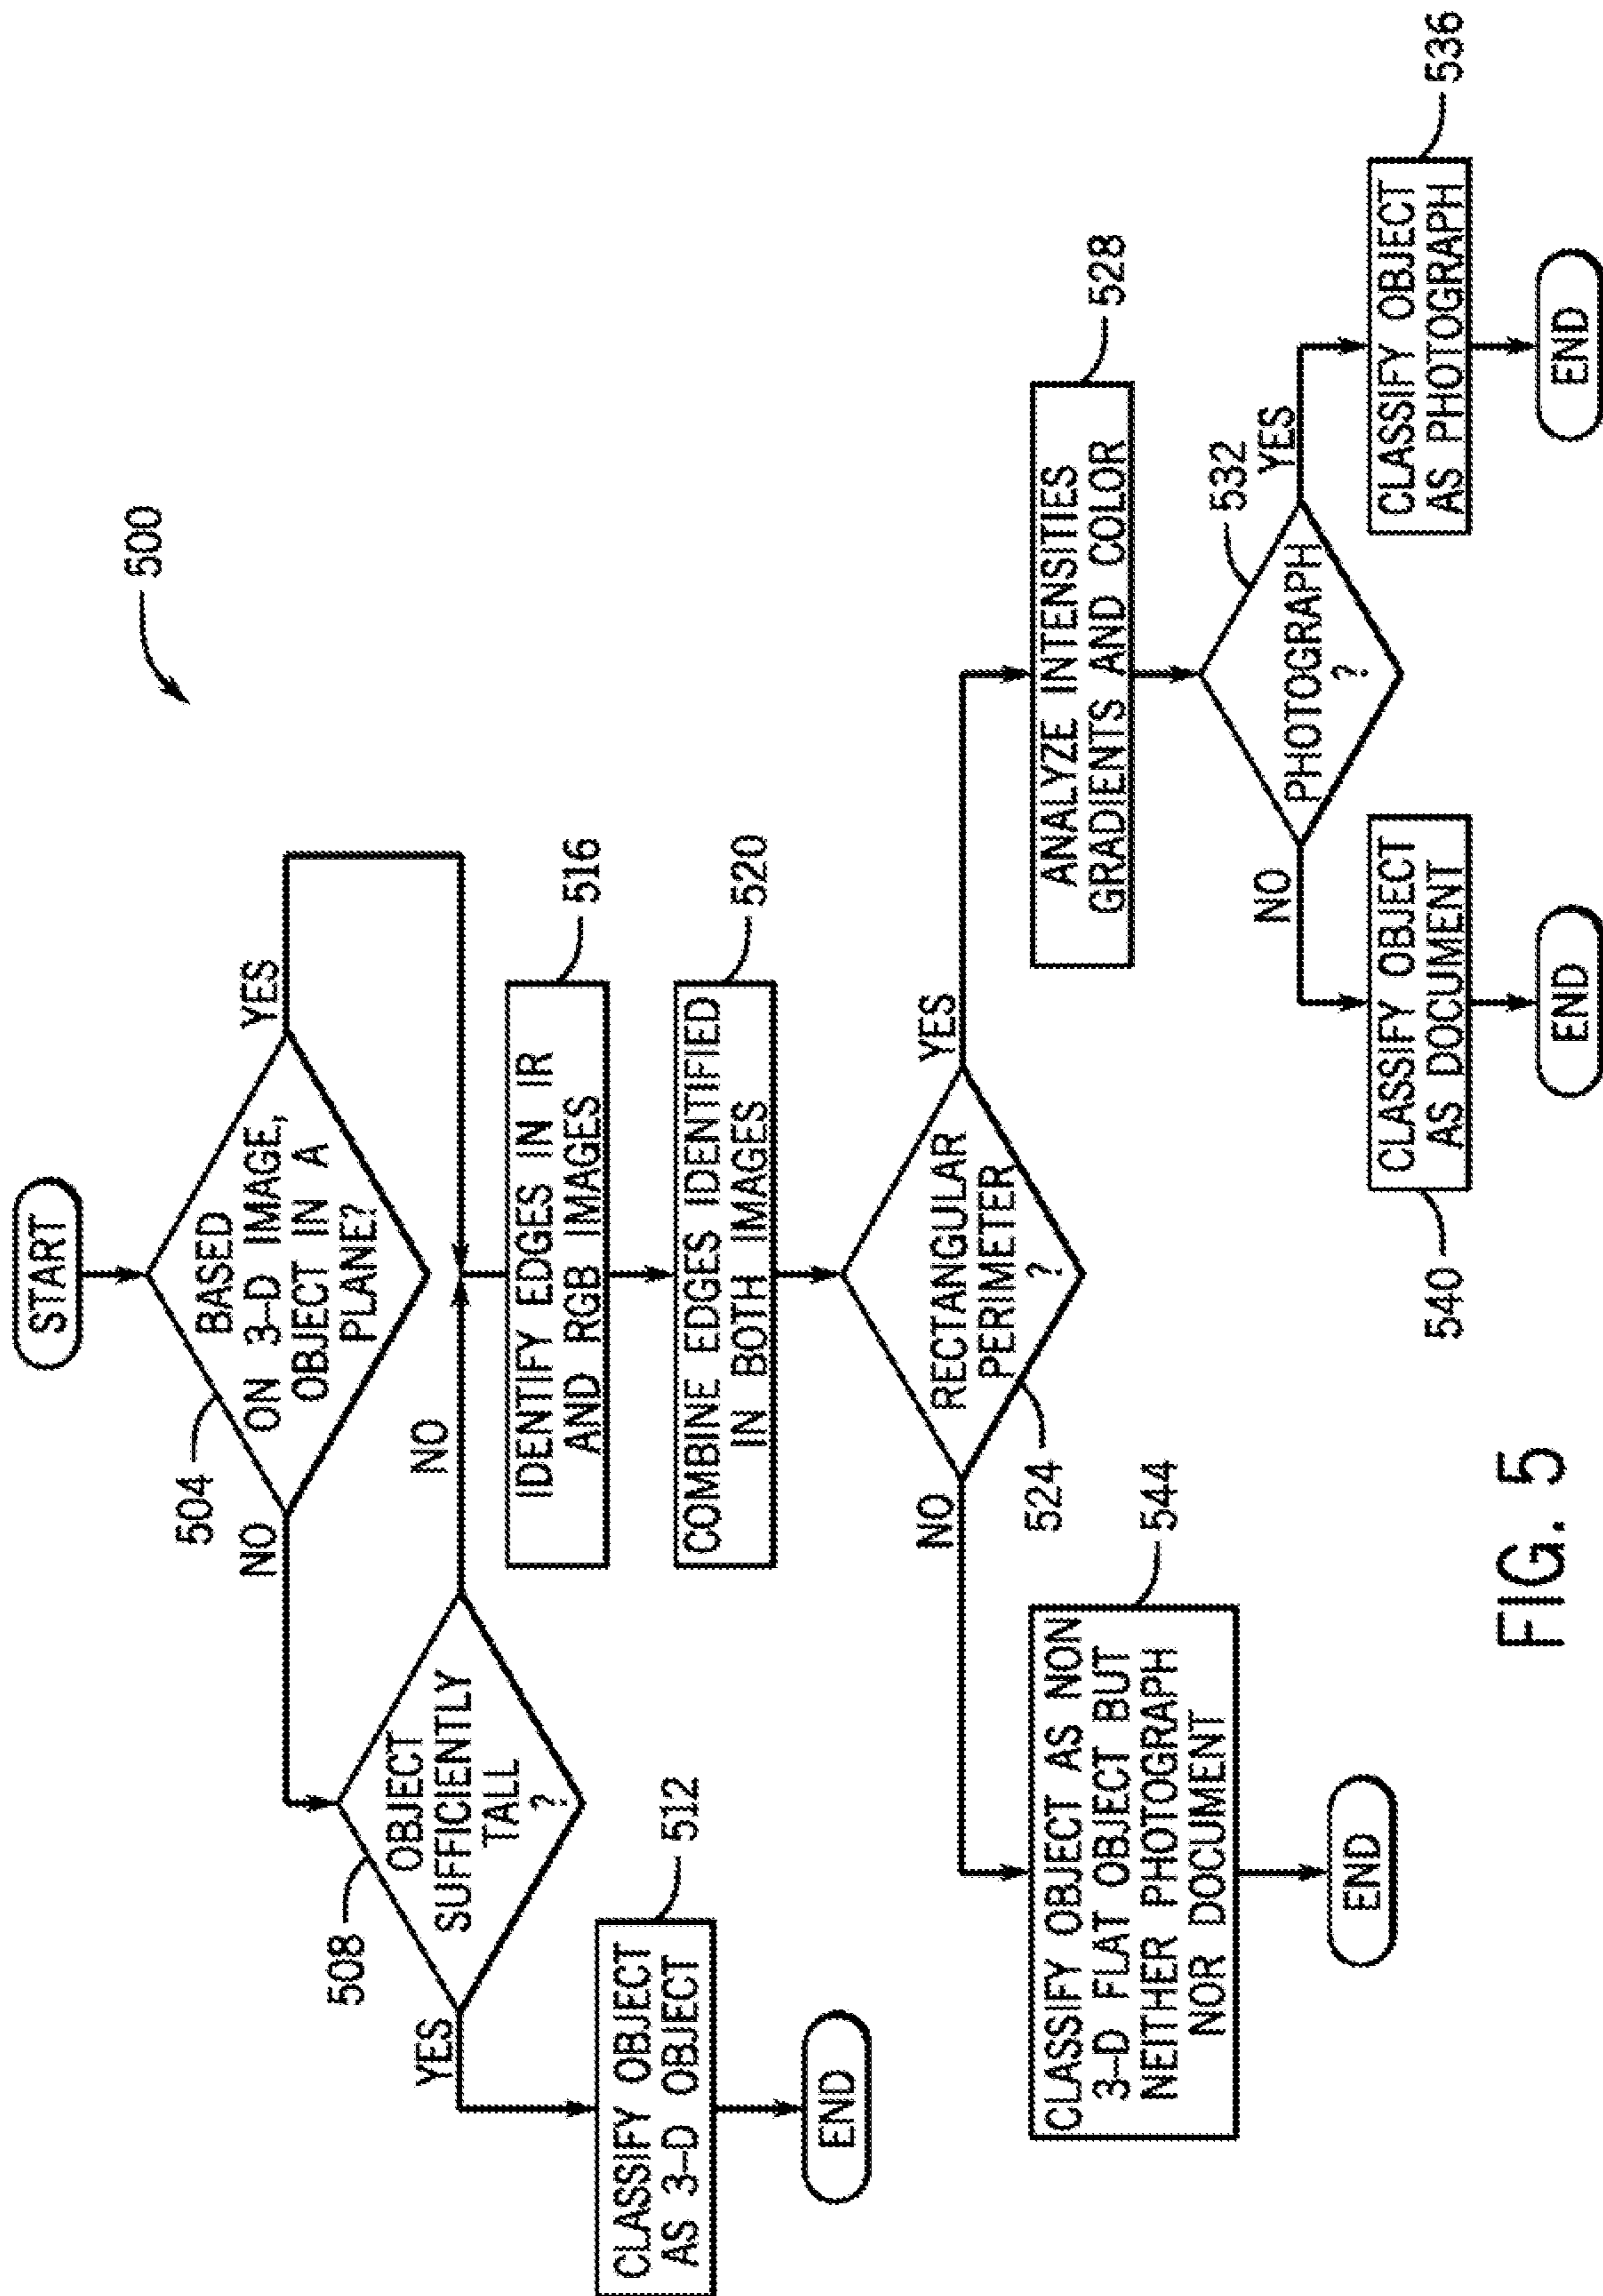 500
START
BASED
ON 3-D IMAGE,
OBJECT IN A
PLANE?
504
NO
YES
OBJECT
SUFFICIENTLY
TALL
?
508
YES
NO
CLASSIFY OBJECT
AS 3-D OBJECT
512
END
IDENTIFY EDGES IN IR
AND RGB IMAGES
516
COMBINE EDGES IDENTIFIED
IN BOTH IMAGES
520
RECTANGULAR
PERIMETER
?
524
NO
YES
CLASSIFY OBJECT AS NON
3-D FLAT OBJECT BUT
NEITHER PHOTOGRAPH
NOR DOCUMENT
544
END
ANALYZE INTENSITIES
GRADIENTS AND COLOR
528
PHOTOGRAPH
?
532
NO
YES
CLASSIFY OBJECT
AS DOCUMENT
540
END
CLASSIFY OBJECT
AS PHOTOGRAPH
536
END
FIG. 5